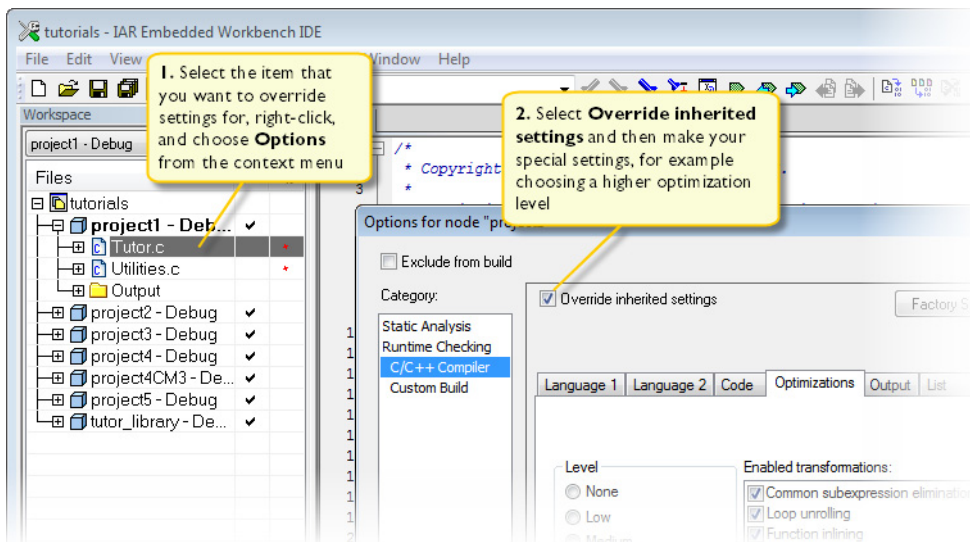 tutorials - IAR Embedded Workbench IDE
File Edit View Window Help
1. Select the item that
you want to override
settings for, right-click,
and choose Options
from the context menu
2. Select Override inherited
settings and then make your
special settings, for example
choosing a higher optimization
level
Workspace
project1 - Debug
Files
tutorials
project1 - Deb...
Tutor.c
Utilities.c
Output
project2 - Debug
project3 - Debug
project4 - Debug
project4CM3 - De...
project5 - Debug
tutor_library - De...
/*
* Copyright
3 *
Options for node "proj
Exclude from build
Category:
Static Analysis
Runtime Checking
C/C++ Compiler
Custom Build
Override inherited settings
Factory S
Language 1 Language 2 Code Optimizations Output List
Level
None
Low
Medium
Enabled transformations:
Common subexpression elimination
Loop unrolling
Function inlining